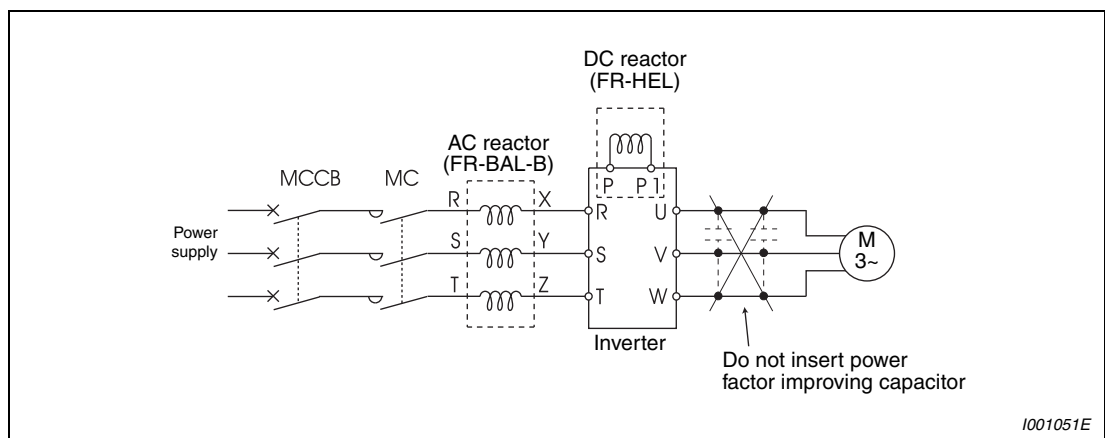 DC reactor
(FR-HEL)
AC reactor
(FR-BAL-B)
MCCB MC
P P1
R X R U
Power
supply
S Y S V
M
3~
T Z T W
Inverter
Do not insert power
factor improving capacitor
I001051E